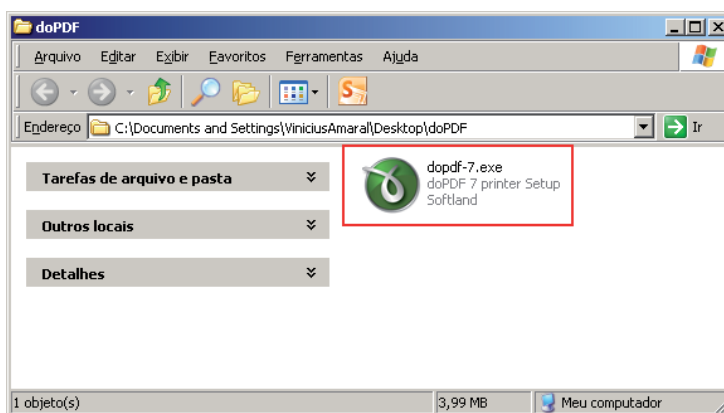 doPDF
Arquivo Editar Exibir Favoritos Ferramentas Ajuda
S
Endereço C:\Documents and Settings\ViniciusAmaral\Desktop\doPDF Ir
Tarefas de arquivo e pasta
Outros locais
Detalhes
dopdf-7.exe
doPDF 7 printer Setup
Softland
1 objeto(s) 3,99 MB Meu computador